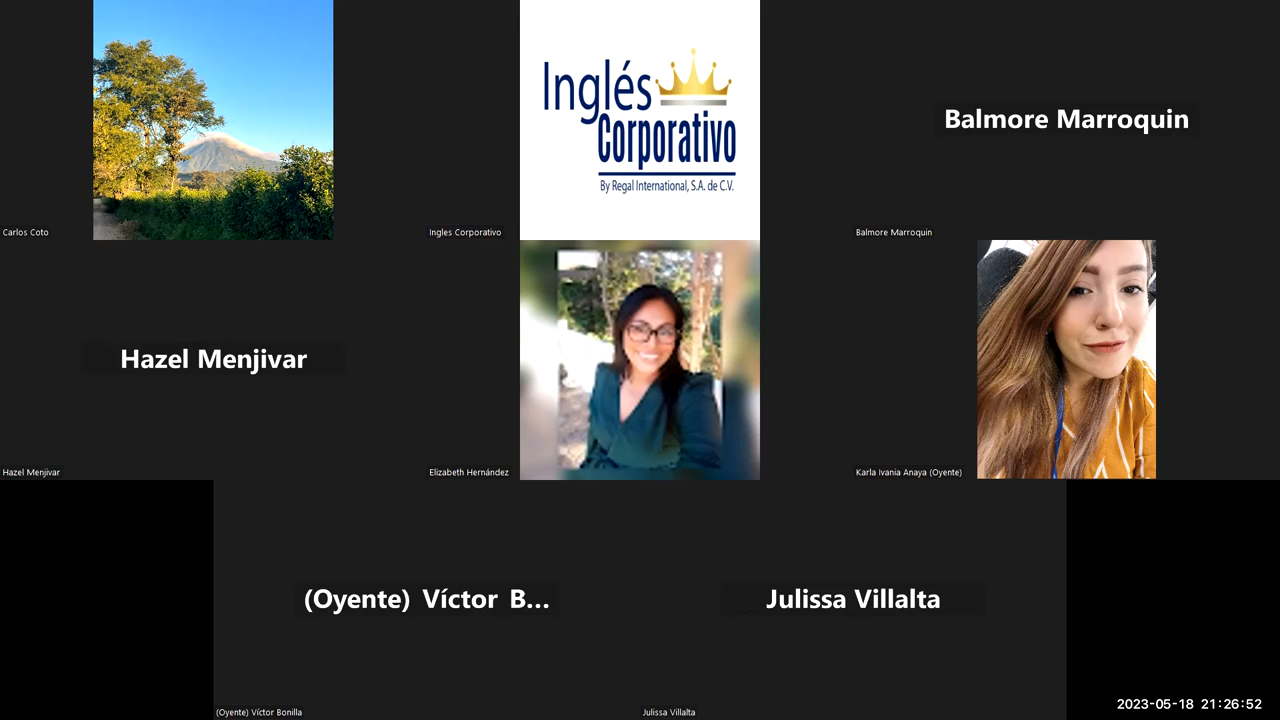 Inglés
Corporativo
By Regal International, S.A. de C.V.
Balmore Marroquin
Carlos Coto
Ingles Corporativo
Balmore Marroquin
Hazel Menjivar
Hazel Menjivar
Elizabeth Hernández
Karla Ivania Anaya (Oyente)
(Oyente) Víctor B...
Julissa Villalta
(Oyente) Víctor Bonilla
Julissa Villalta
2023-05-18 21:26:52